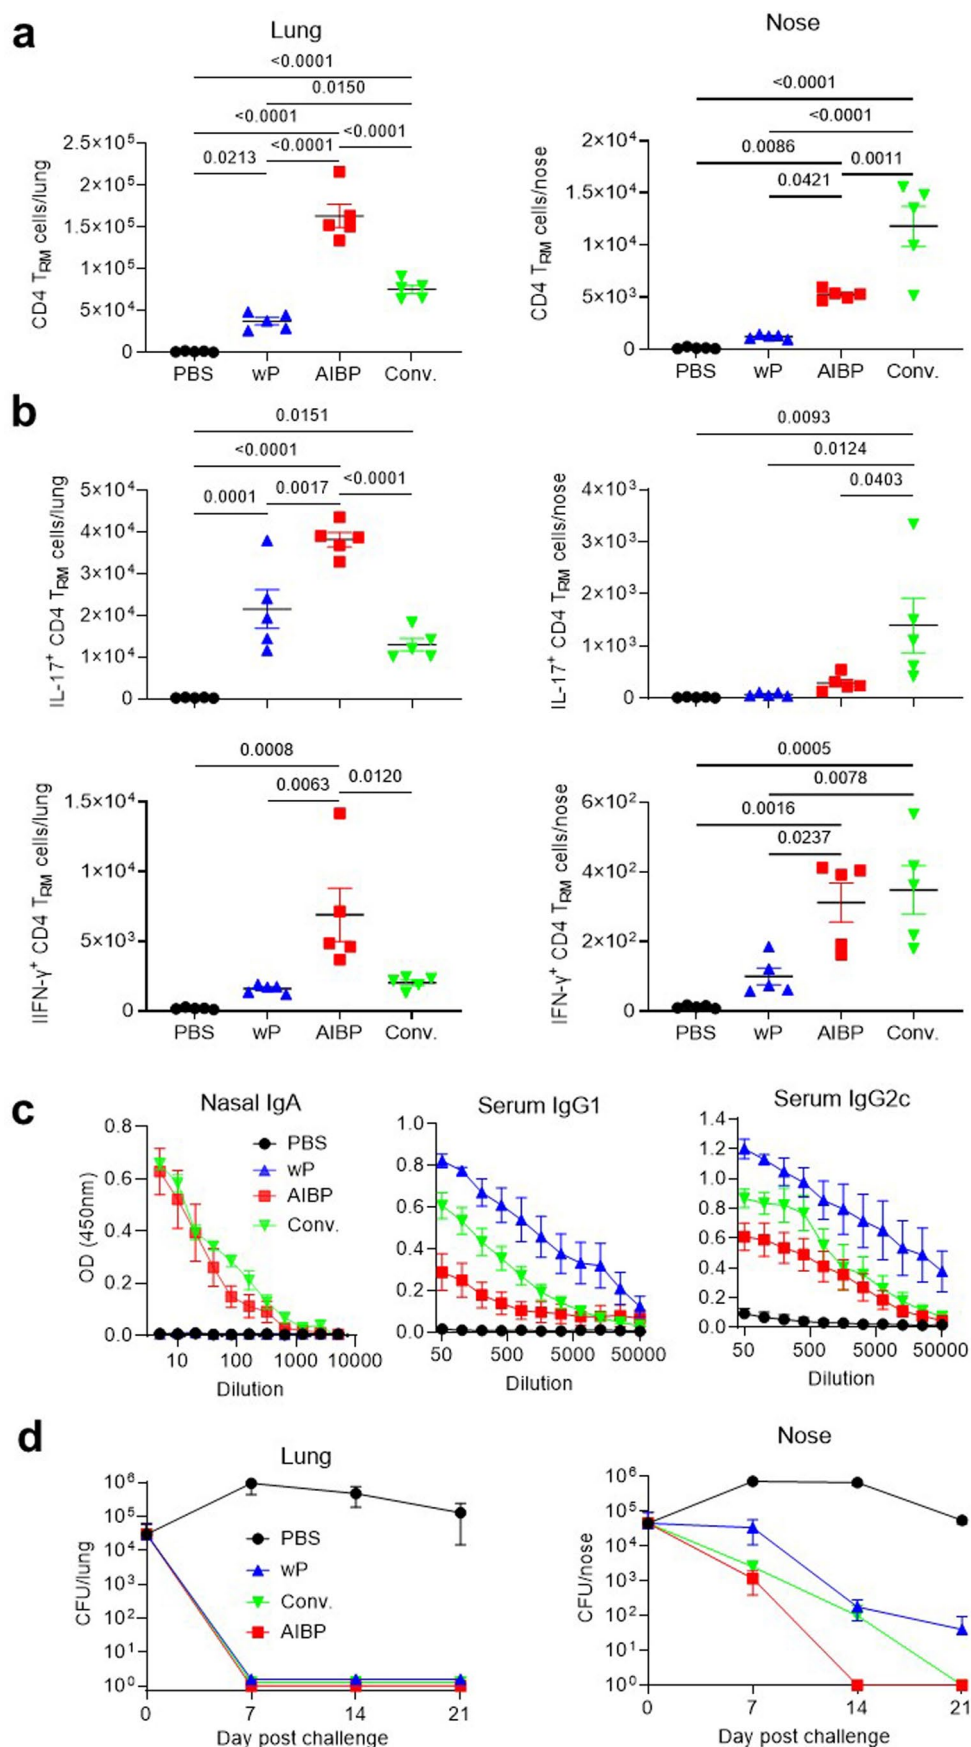 a
Lung
Nose
<0.0001
0.0150
<0.0001
<0.0001
0.0213
<0.0001
2.5×10⁵
2×10⁵
1.5×10⁵
1×10⁵
5×10⁴
0
CD4 TRM cells/lung
PBS wP AIBP Conv.
<0.0001
<0.0001
0.0086
0.0011
0.0421
2×10⁴
1.5×10⁴
1×10⁴
5×10³
0
CD4 TRM cells/nose
PBS wP AIBP Conv.
b
0.0151
<0.0001
<0.0001
0.0017
0.0001
5×10⁴
4×10⁴
3×10⁴
2×10⁴
1×10⁴
0
IL-17⁺ CD4 TRM cells/lung
0.0093
0.0124
0.0403
4×10³
3×10³
2×10³
1×10³
0
IL-17⁺ CD4 TRM cells/nose
0.0008
0.0120
0.0063
1.5×10⁴
1×10⁴
5×10³
0
IIFN-γ⁺ CD4 TRM cells/lung
PBS wP AIBP Conv.
0.0005
0.0078
0.0016
0.0237
6×10²
4×10²
2×10²
0
IFN-γ⁺ CD4 TRM cells/nose
PBS wP AIBP Conv.
c
Nasal IgA
0.8
0.6
0.4
0.2
0.0
OD (450nm)
PBS
wP
AIBP
Conv.
10 100 1000 10000
Dilution
Serum IgG1
1.0
0.8
0.6
0.4
0.2
0.0
50 500 5000 50000
Dilution
Serum IgG2c
1.4
1.2
1.0
0.8
0.6
0.4
0.2
0.0
50 500 5000 50000
Dilution
d
Lung
10⁶
10⁵
10⁴
10³
10²
10¹
10⁰
CFU/lung
PBS
wP
Conv.
AIBP
0 7 14 21
Day post challenge
Nose
10⁶
10⁵
10⁴
10³
10²
10¹
10⁰
CFU/nose
0 7 14 21
Day post challenge